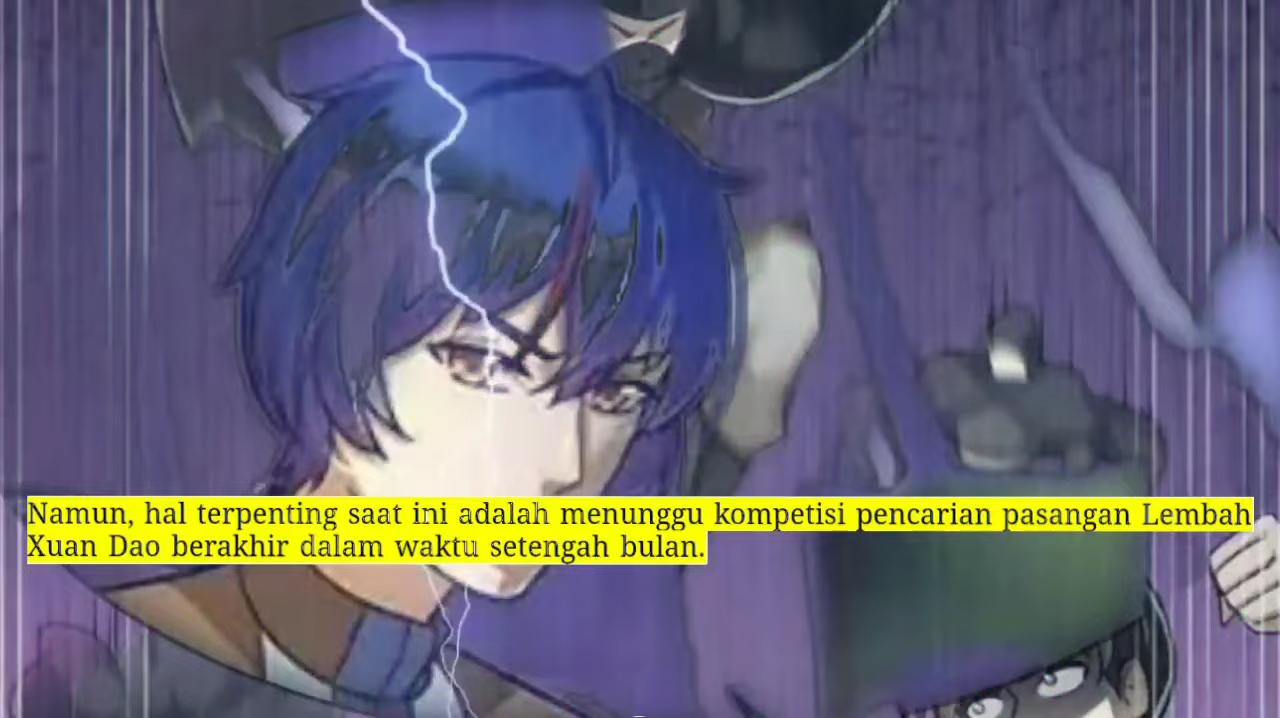 Namun, hal terpenting saat ini adalah menunggu kompetisi pencarian pasangan Lembah
Xuan Dao berakhir dalam waktu setengah bulan.